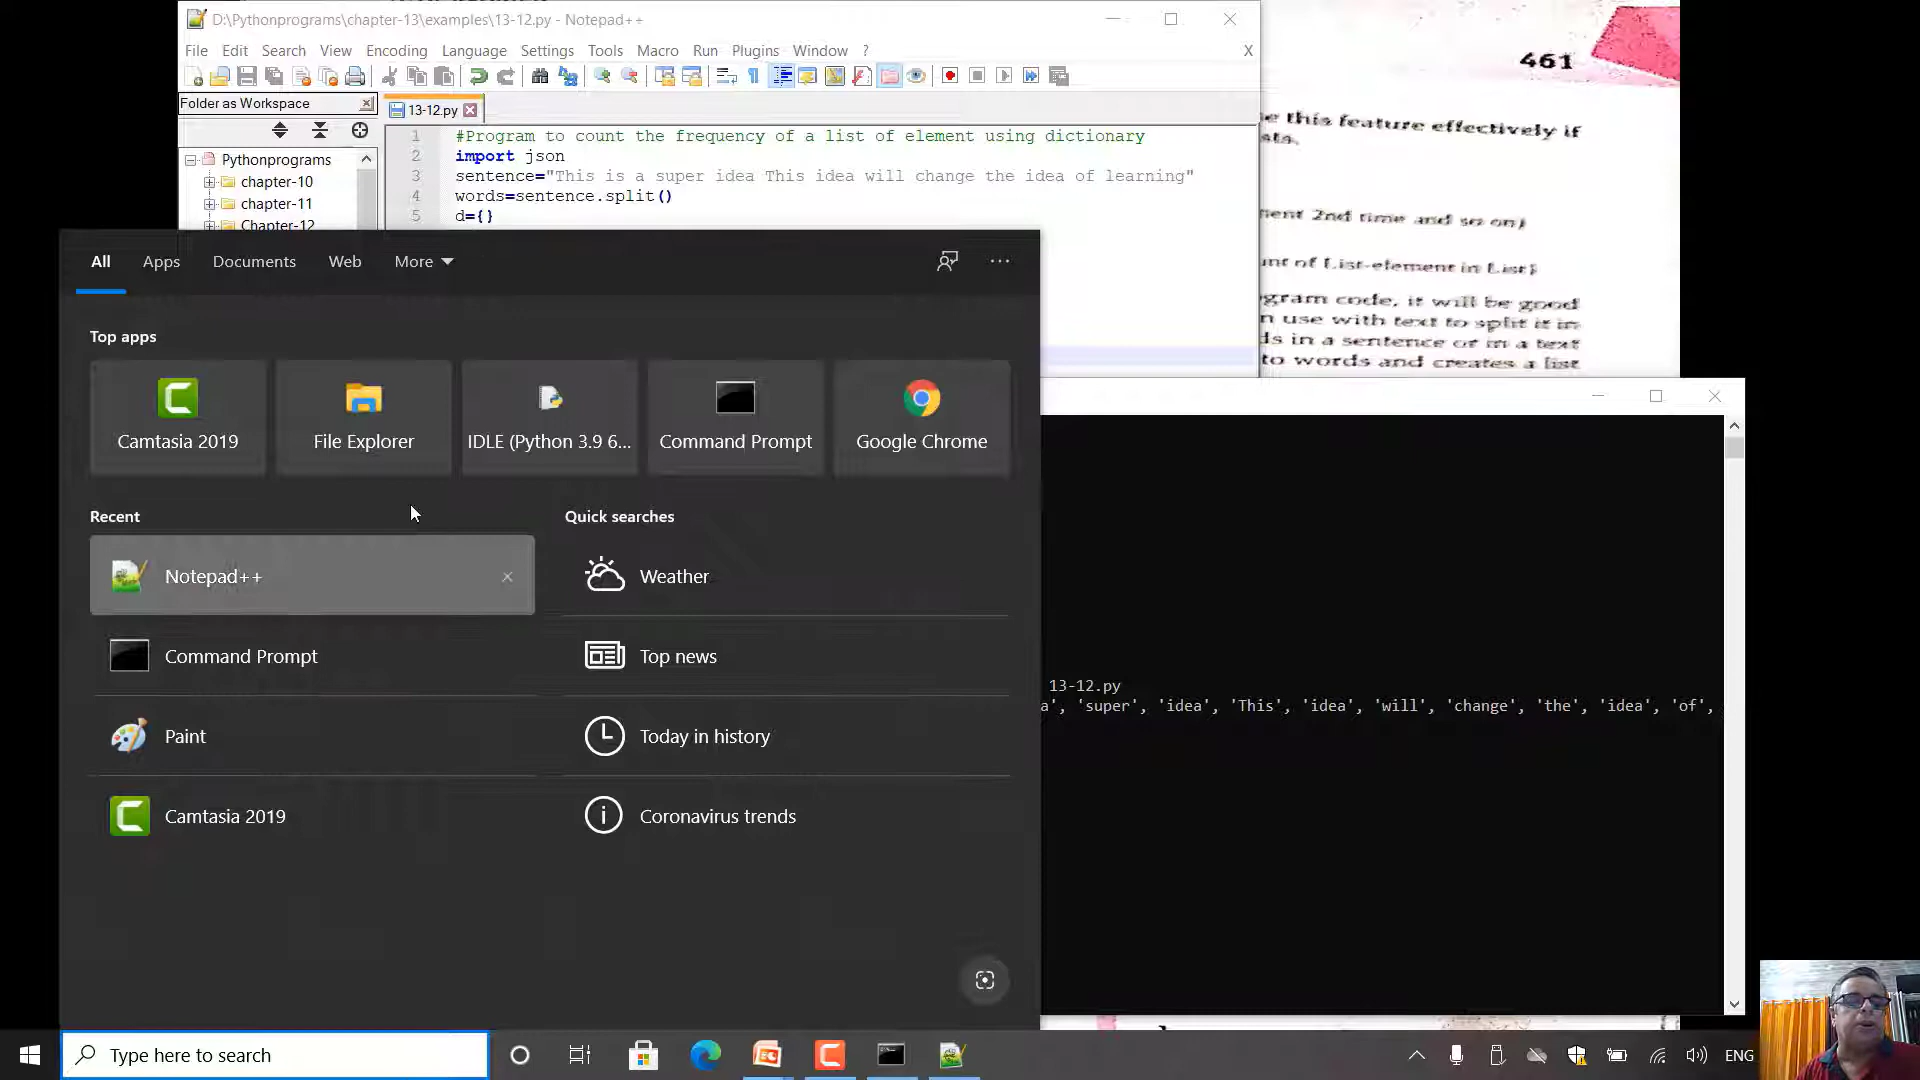 D:\Pythonprograms\chapter-13\examples\13-12.py - Notepad++
File Edit Search View Encoding Language Settings Tools Macro Run Plugins Window ? X
Folder as Workspace
13-12.py
Pythonprograms
chapter-10
chapter-11
Chapter-12
1 #Program to count the frequency of a list of element using dictionary
2 import json
3 sentence="This is a super idea This idea will change the idea of learning"
4 words=sentence.split()
5 d={}
461
e this feature effectively if
ment 2nd time and so on)
unt of List-element in List}
gram code, it will be good
n use with text to split it in
ds in a sentence or in a text
to words and creates a list
All Apps Documents Web More
Top apps
Camtasia 2019
File Explorer
IDLE (Python 3.9 6...
Command Prompt
Google Chrome
Recent
Notepad++
Command Prompt
Paint
Camtasia 2019
Quick searches
Weather
Top news
Today in history
Coronavirus trends
13-12.py
a', 'super', 'idea', 'This', 'idea', 'will', 'change', 'the', 'idea', 'of',
Type here to search
ENG